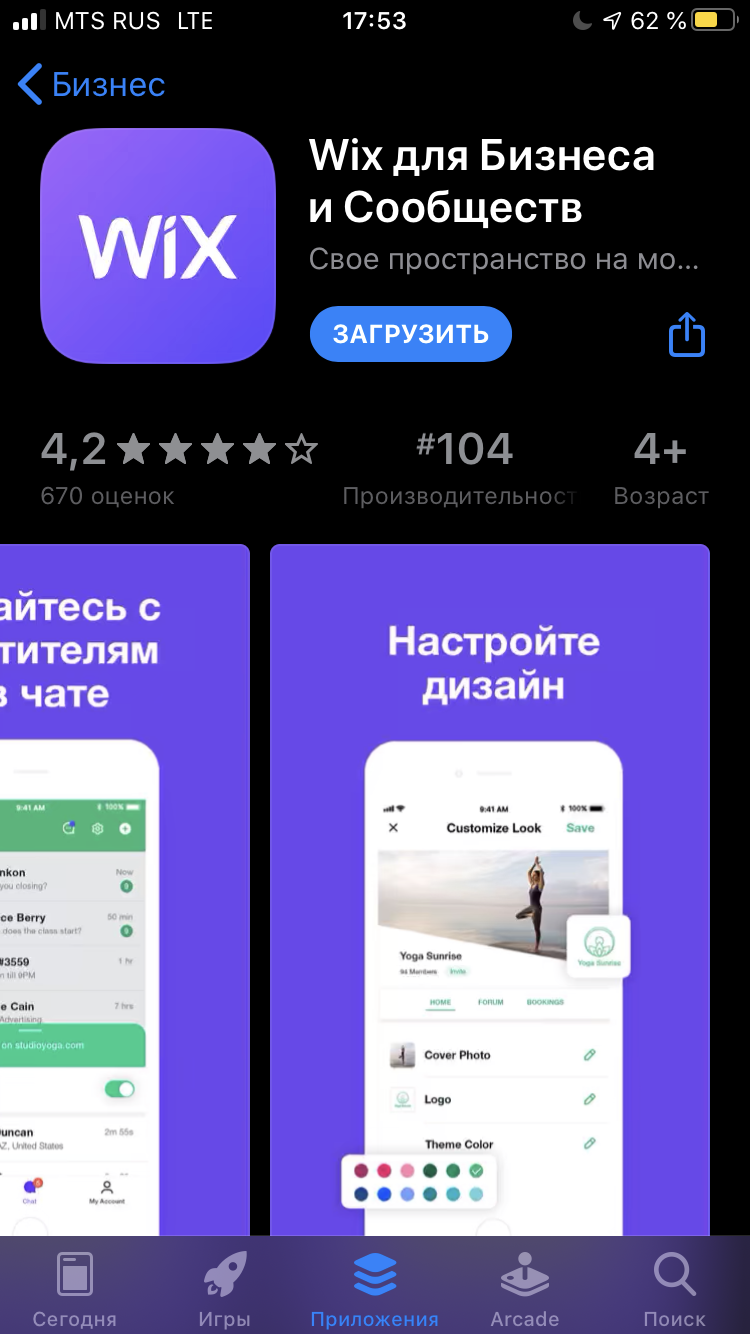 MTS RUS LTE 17:53 62 %
Бизнес
WiX
Wix для Бизнеса
и Сообществ
Свое пространство на мо...
ЗАГРУЗИТЬ
4,2 #104 4+
670 оценок Производительност Возраст
айтесь с
тителям
в чате
9:41 AM 100%
nkon Now
you closing? 9
ce Berry 50 min
does the class start? 9
#3559 1 hr
n till 9PM
e Cain 7 hrs
Advertising,
on studioyoga.com
uncan 2m 55s
AZ, United States
Chat My Account
Настройте
дизайн
9:41 AM 100%
Customize Look Save
Yoga Sunrise
94 Members Invite
Yoga Sunrise
HOME FORUM BOOKINGS
Cover Photo
Logo
Theme Color
Сегодня Игры Приложения Arcade Поиск